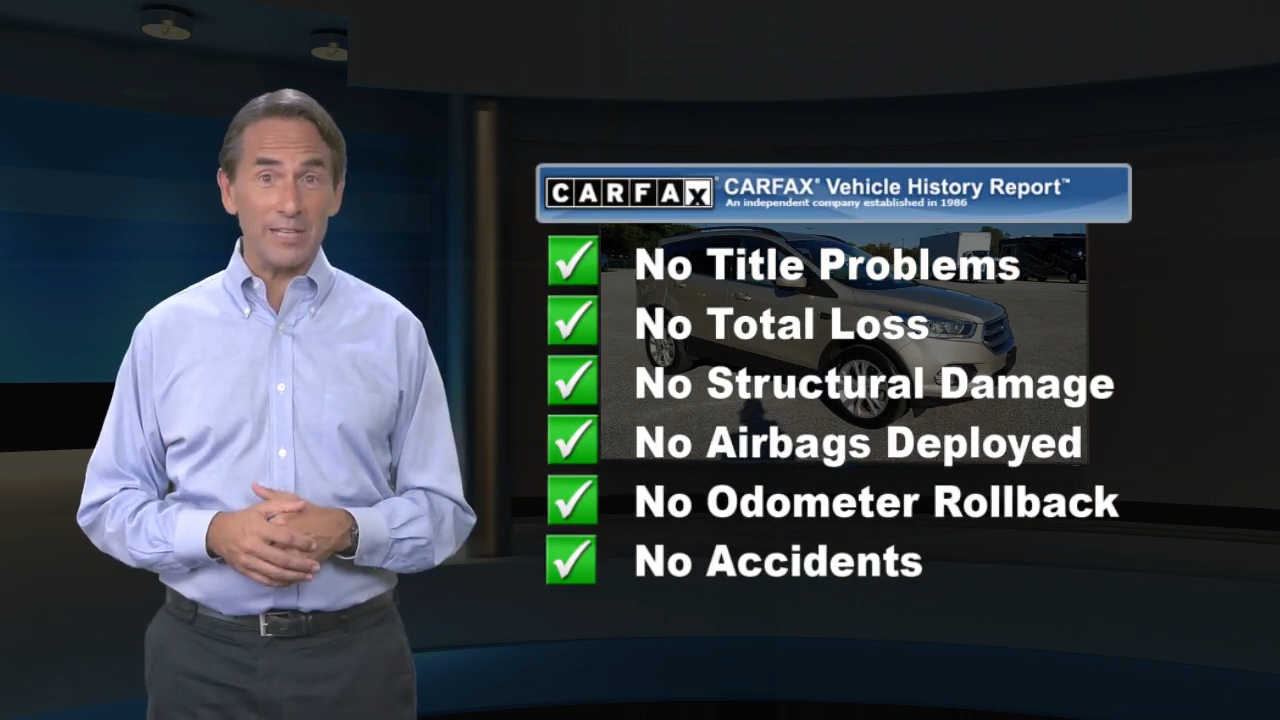 CARFAX
CARFAX® Vehicle History Report™
An independent company established in 1986
No Title Problems
No Total Loss
No Structural Damage
No Airbags Deployed
No Odometer Rollback
No Accidents